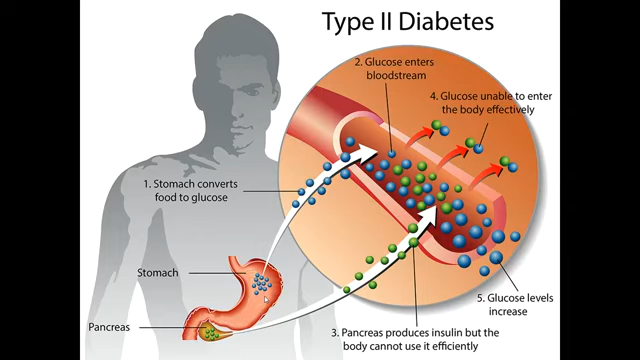 Type II Diabetes
2. Glucose enters
bloodstream
4. Glucose unable to enter
the body effectively
1. Stomach converts
food to glucose
Stomach
5. Glucose levels
increase
Pancreas
3. Pancreas produces insulin but the
body cannot use it efficiently